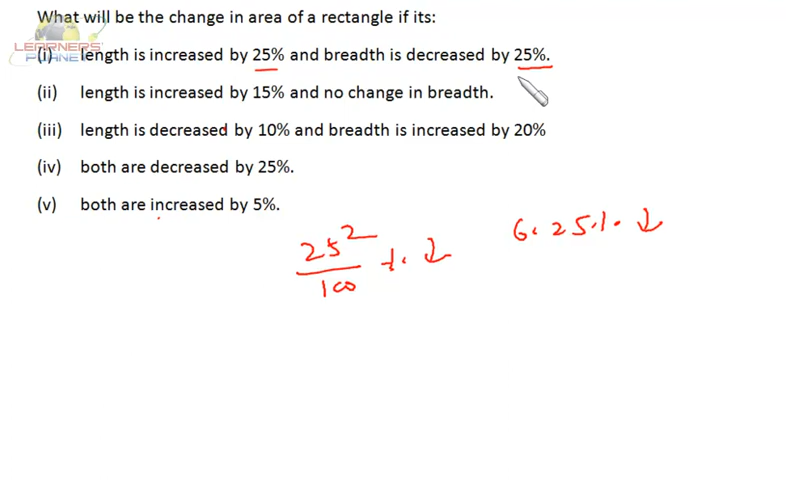 What will be the change in area of a rectangle if its:
LEARNERS'
PLANET
(i) length is increased by 25% and breadth is decreased by 25%.
(ii) length is increased by 15% and no change in breadth.
(iii) length is decreased by 10% and breadth is increased by 20%
(iv) both are decreased by 25%.
(v) both are increased by 5%.
25²/100 % ↓
6.25% ↓